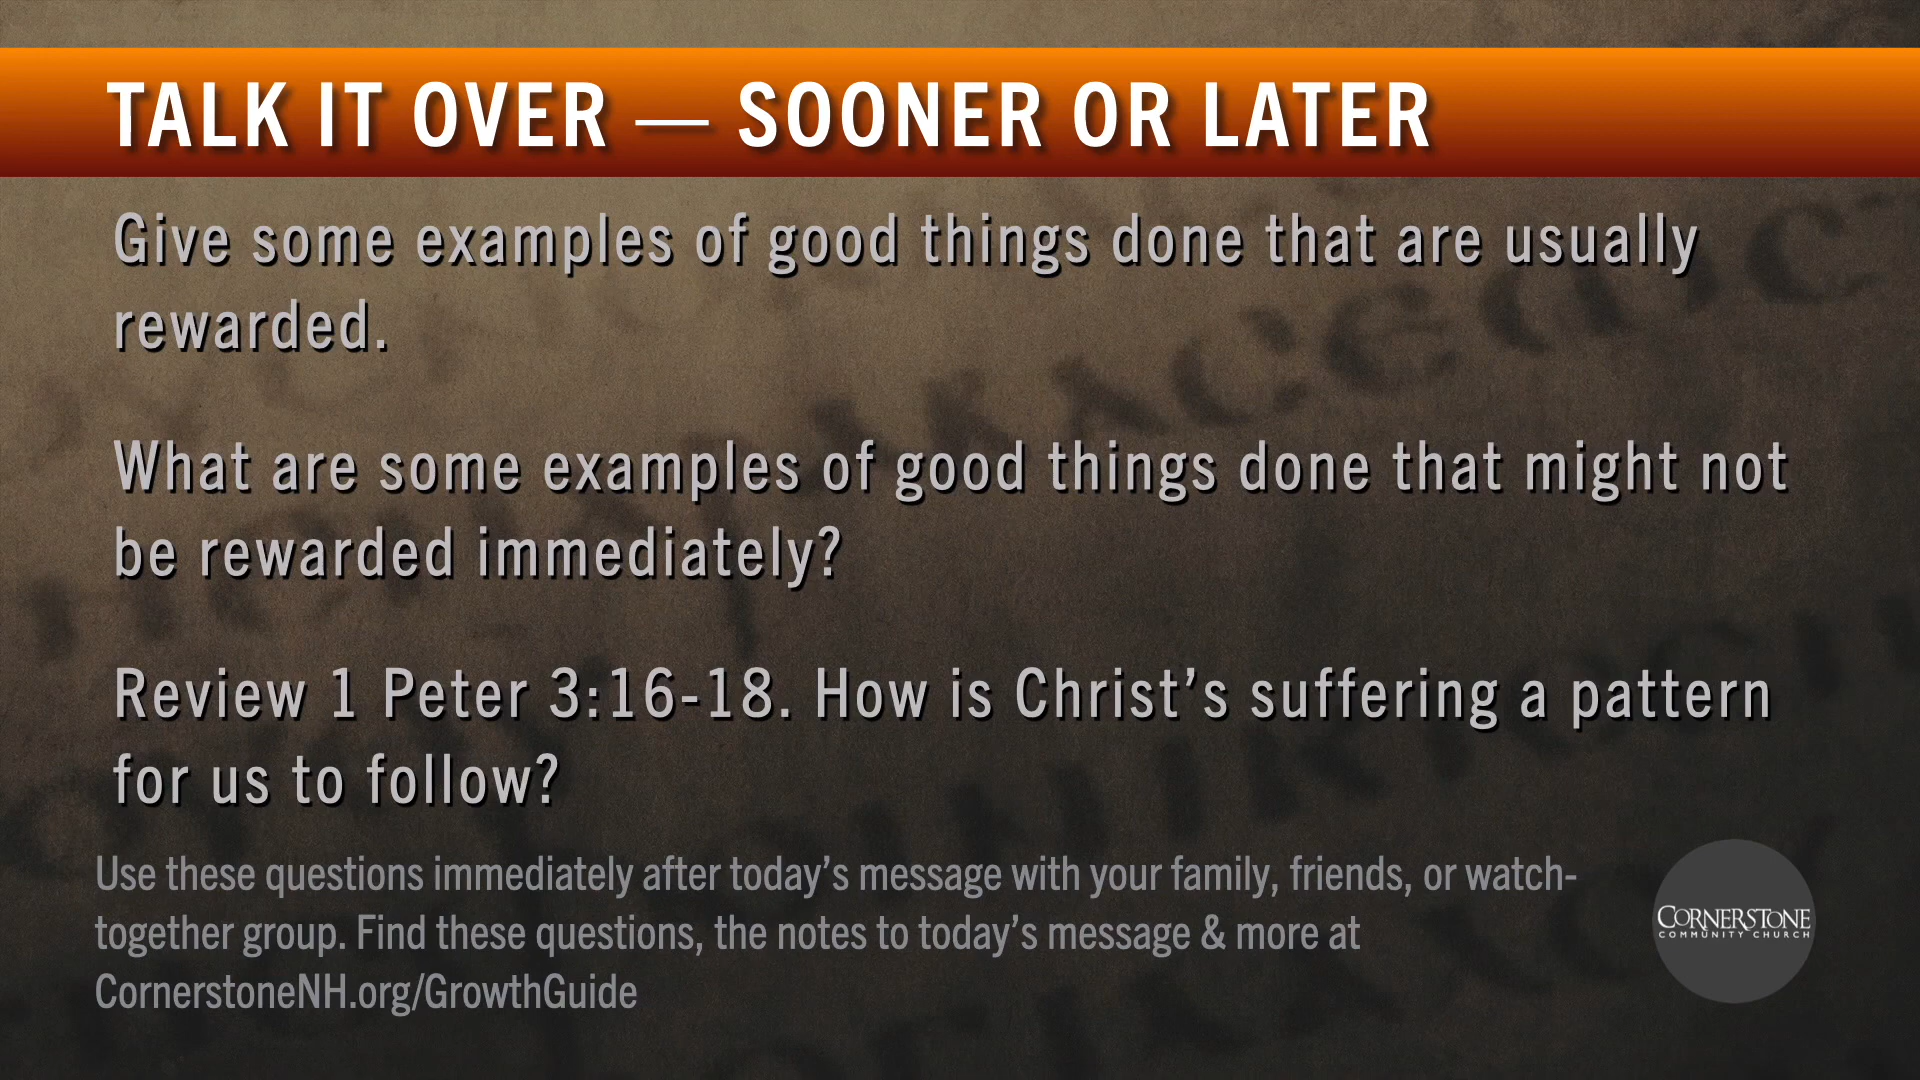 TALK IT OVER — SOONER OR LATER
Give some examples of good things done that are usually
rewarded.
What are some examples of good things done that might not
be rewarded immediately?
Review 1 Peter 3:16-18. How is Christ’s suffering a pattern
for us to follow?
Use these questions immediately after today’s message with your family, friends, or watch-
together group. Find these questions, the notes to today’s message & more at
CornerstoneNH.org/GrowthGuide
CORNERSTONE
COMMUNITY CHURCH